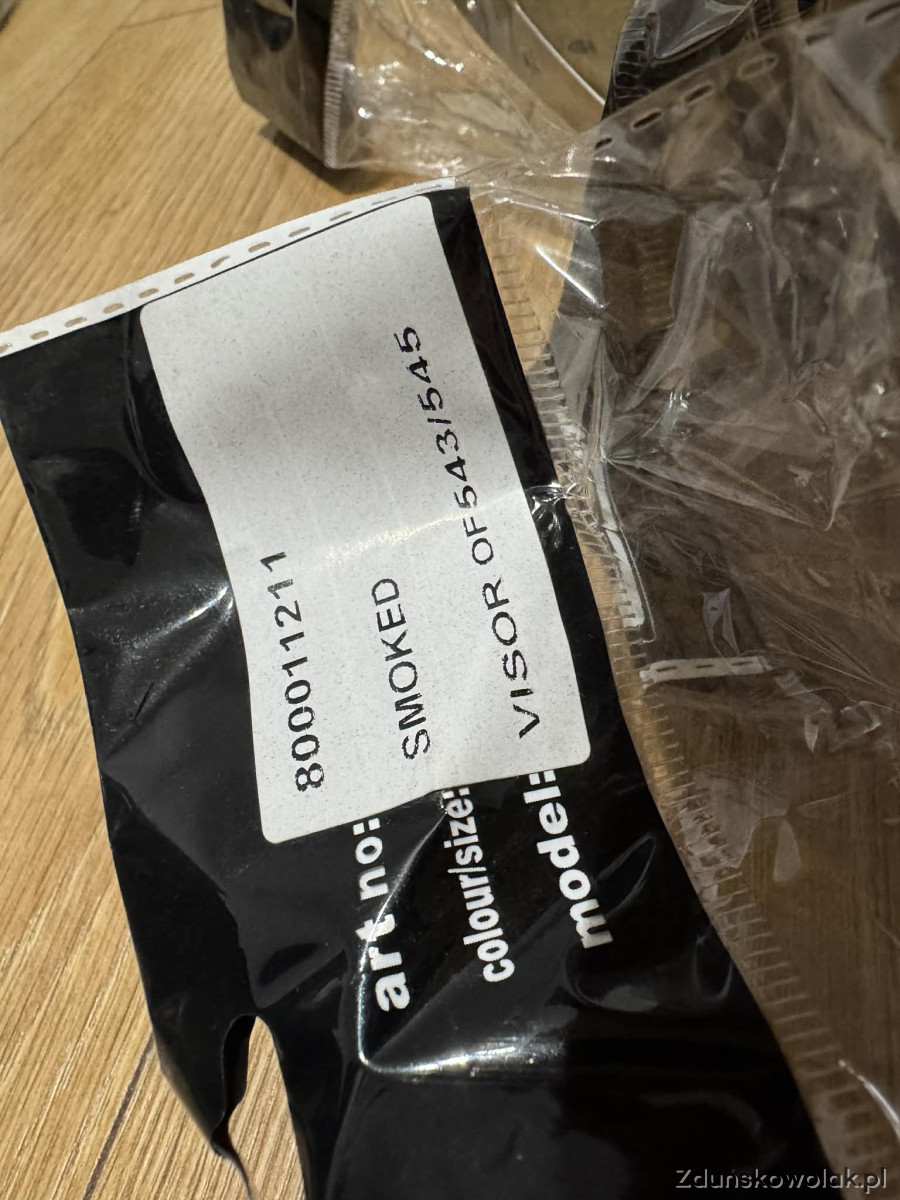 art no: 800011211
colour/size: SMOKED
model: VISOR OF543/545
Zdunskowolak.pl